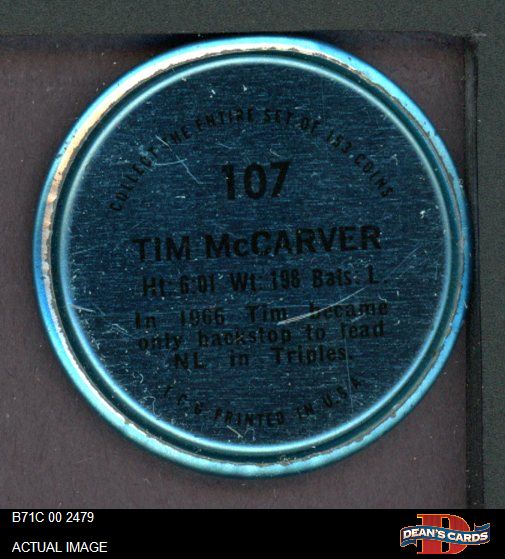 COLLECT THE ENTIRE SET OF 153 COINS
107
TIM McCARVER
Ht: 6:01 Wt: 198 Bats: L.
In 1966 Tim became
only backstop to lead
NL in Triples.
T.C.G. PRINTED IN U.S.A.
B71C 00 2479
ACTUAL IMAGE
D
DEAN'S CARDS